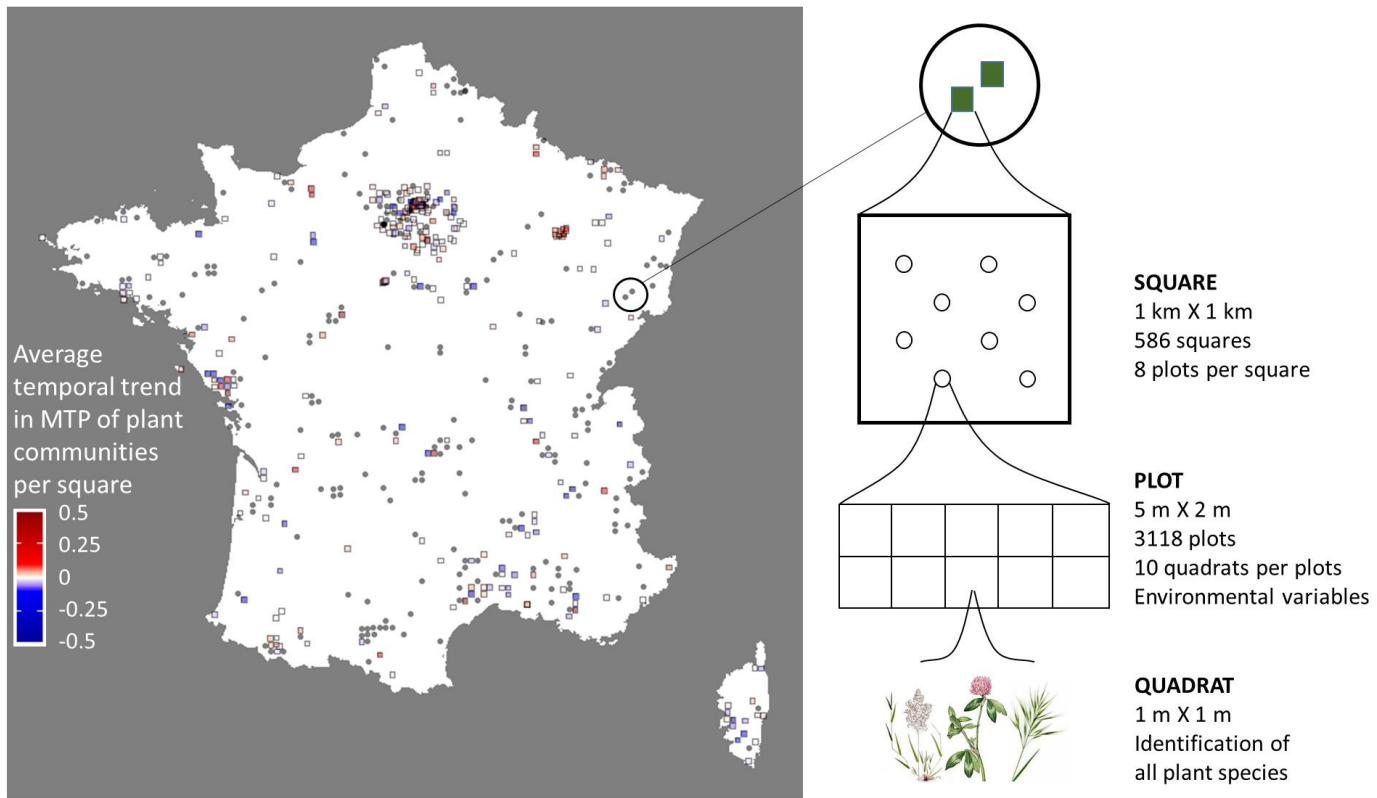 Average
temporal trend
in MTP of plant
communities
per square
0.5
0.25
0
-0.25
-0.5
SQUARE
1 km X 1 km
586 squares
8 plots per square
PLOT
5 m X 2 m
3118 plots
10 quadrats per plots
Environmental variables
QUADRAT
1 m X 1 m
Identification of
all plant species